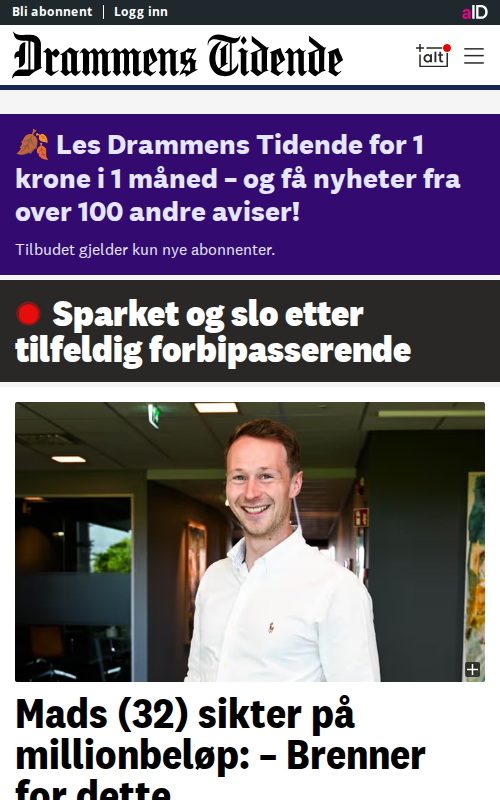 Bli abonnent | Logg inn
aID
Drammens Tidende
+alt
🍂 Les Drammens Tidende for 1
krone i 1 måned – og få nyheter fra
over 100 andre aviser!
Tilbudet gjelder kun nye abonnenter.
Sparket og slo etter
tilfeldig forbipasserende
Mads (32) sikter på
millionbeløp: – Brenner
for dette